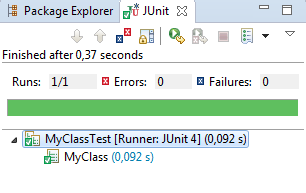 Package Explorer JUnit
Finished after 0,37 seconds
Runs: 1/1 Errors: 0 Failures: 0
MyClassTest [Runner: JUnit 4] (0,092 s)
MyClass (0,092 s)